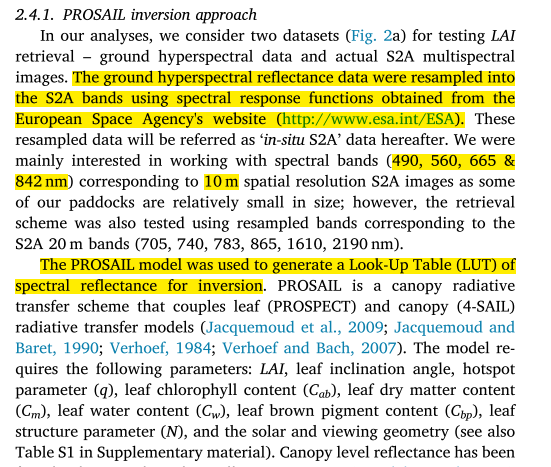 2.4.1. PROSAIL inversion approach
In our analyses, we consider two datasets (Fig. 2a) for testing LAI
retrieval – ground hyperspectral data and actual S2A multispectral
images. The ground hyperspectral reflectance data were resampled into
the S2A bands using spectral response functions obtained from the
European Space Agency's website (http://www.esa.int/ESA). These
resampled data will be referred as ‘in-situ S2A’ data hereafter. We were
mainly interested in working with spectral bands (490, 560, 665 &
842 nm) corresponding to 10 m spatial resolution S2A images as some
of our paddocks are relatively small in size; however, the retrieval
scheme was also tested using resampled bands corresponding to the
S2A 20 m bands (705, 740, 783, 865, 1610, 2190 nm).
The PROSAIL model was used to generate a Look-Up Table (LUT) of
spectral reflectance for inversion. PROSAIL is a canopy radiative
transfer scheme that couples leaf (PROSPECT) and canopy (4-SAIL)
radiative transfer models (Jacquemoud et al., 2009; Jacquemoud and
Baret, 1990; Verhoef, 1984; Verhoef and Bach, 2007). The model re-
quires the following parameters: LAI, leaf inclination angle, hotspot
parameter (q), leaf chlorophyll content (Cab), leaf dry matter content
(Cm), leaf water content (Cw), leaf brown pigment content (Cbp), leaf
structure parameter (N), and the solar and viewing geometry (see also
Table S1 in Supplementary material). Canopy level reflectance has been